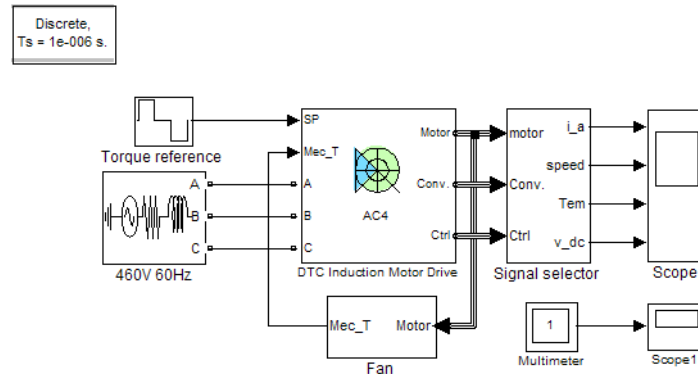 Discrete,
Ts = 1e-006 s.
SP
Mec_T
A
B
C
Motor
Conv.
Ctrl
AC4
DTC Induction Motor Drive
Torque reference
A
B
C
460V 60Hz
motor
Conv.
Ctrl
i_a
speed
Tem
v_dc
Signal selector
Scope
Mec_T
Motor
Fan
1
Multimeter
Scope1